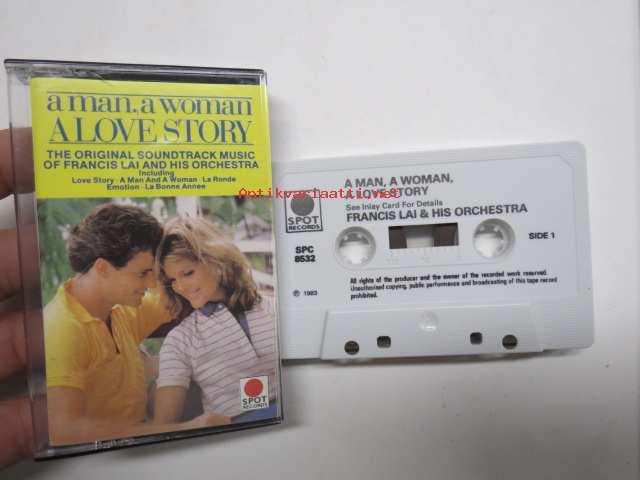 a man, a woman
A LOVE STORY
THE ORIGINAL SOUNDTRACK MUSIC
OF FRANCIS LAI AND HIS ORCHESTRA
Including
Love Story · A Man And A Woman · La Ronde
Emotion · La Bonne Annee
SPOT
RECORDS
Antikvariaatti.net
A MAN, A WOMAN,
A LOVE STORY
See Inlay Card For Details
FRANCIS LAI & HIS ORCHESTRA
SPOT
RECORDS
SPC
8532
SIDE 1
All rights of the producer and the owner of the recorded work reserved.
Unauthorised copying, public performance and broadcasting of this tape record
prohibited.
℗ 1983